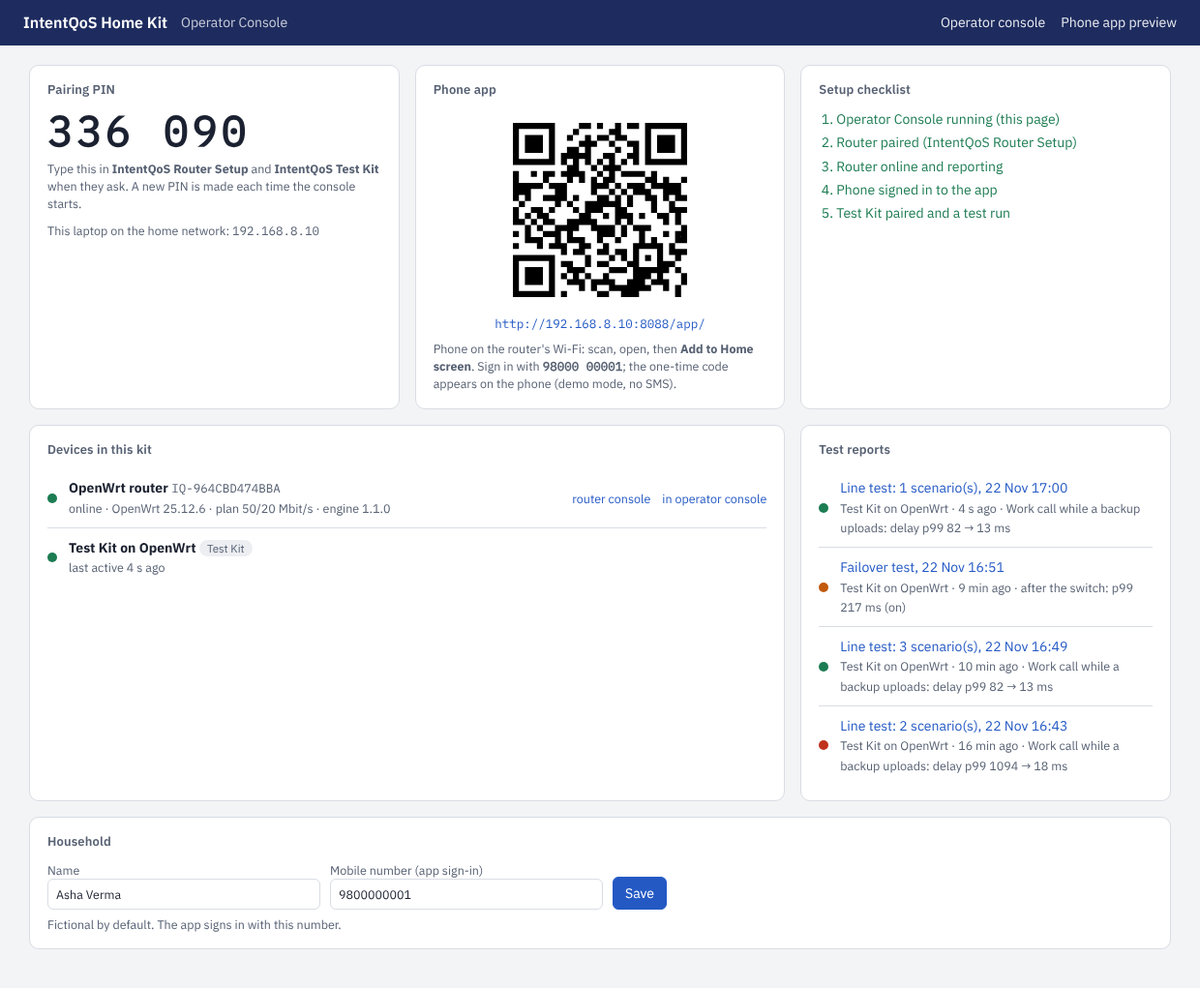 IntentQoS Home Kit Operator Console Operator console Phone app preview
Pairing PIN
336 090
Type this in IntentQoS Router Setup and IntentQoS Test Kit
when they ask. A new PIN is made each time the console
starts.
This laptop on the home network: 192.168.8.10
Phone app
http://192.168.8.10:8088/app/
Phone on the router's Wi-Fi: scan, open, then Add to Home
screen. Sign in with 98000 00001; the one-time code
appears on the phone (demo mode, no SMS).
Setup checklist
1. Operator Console running (this page)
2. Router paired (IntentQoS Router Setup)
3. Router online and reporting
4. Phone signed in to the app
5. Test Kit paired and a test run
Devices in this kit
OpenWrt router IQ-964CBD474BBA
online · OpenWrt 25.12.6 · plan 50/20 Mbit/s · engine 1.1.0
router console in operator console
Test Kit on OpenWrt Test Kit
last active 4 s ago
Test reports
Line test: 1 scenario(s), 22 Nov 17:00
Test Kit on OpenWrt · 4 s ago · Work call while a backup
uploads: delay p99 82 → 13 ms
Failover test, 22 Nov 16:51
Test Kit on OpenWrt · 9 min ago · after the switch: p99
217 ms (on)
Line test: 3 scenario(s), 22 Nov 16:49
Test Kit on OpenWrt · 10 min ago · Work call while a
backup uploads: delay p99 82 → 13 ms
Line test: 2 scenario(s), 22 Nov 16:43
Test Kit on OpenWrt · 16 min ago · Work call while a
backup uploads: delay p99 1094 → 18 ms
Household
Name
Asha Verma
Mobile number (app sign-in)
9800000001
Save
Fictional by default. The app signs in with this number.